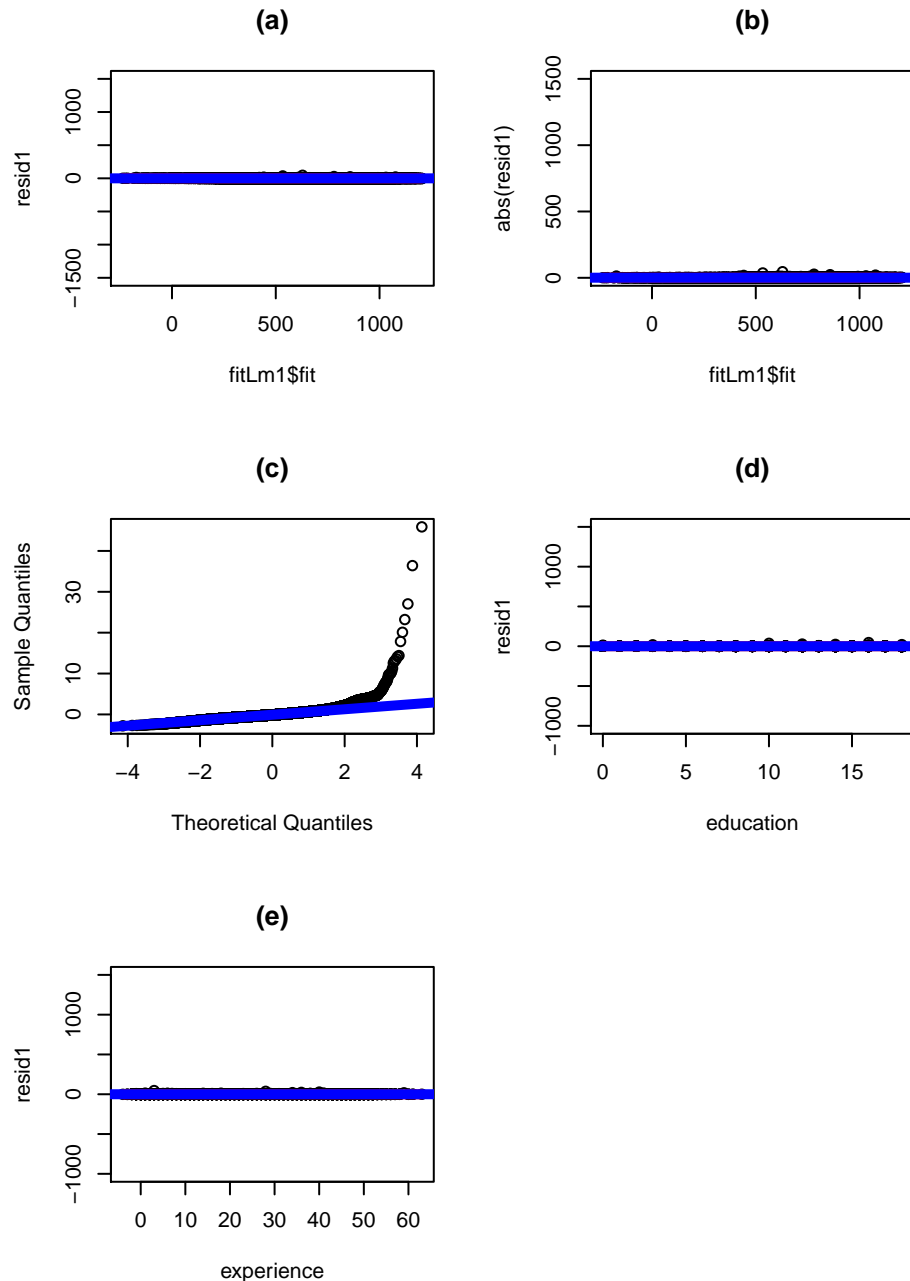 (a)
resid1
−1500
0
1000
0
500
1000
fitLm1$fit
(b)
abs(resid1)
0
500
1000
1500
0
500
1000
fitLm1$fit
(c)
Sample Quantiles
0
10
30
−4
−2
0
2
4
Theoretical Quantiles
(d)
resid1
−1000
0
1000
0
5
10
15
education
(e)
resid1
−1000
0
1000
0
10
20
30
40
50
60
experience